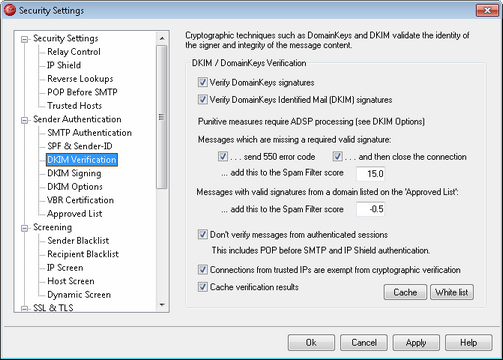 Security Settings
Security Settings
Relay Control
IP Shield
Reverse Lookups
POP Before SMTP
Trusted Hosts
Sender Authentication
SMTP Authentication
SPF & Sender-ID
DKIM Verification
DKIM Signing
DKIM Options
VBR Certification
Approved List
Screening
Sender Blacklist
Recipient Blacklist
IP Screen
Host Screen
Dynamic Screen
SSL & TLS
Cryptographic techniques such as DomainKeys and DKIM validate the identity of
the signer and integrity of the message content.
DKIM / DomainKeys Verification
Verify DomainKeys signatures
Verify DomainKeys Identified Mail (DKIM) signatures
Punitive measures require ADSP processing (see DKIM Options)
Messages which are missing a required valid signature:
. . . send 550 error code . . . and then close the connection
... add this to the Spam Filter score 15.0
Messages with valid signatures from a domain listed on the 'Approved List':
... add this to the Spam Filter score -0.5
Don't verify messages from authenticated sessions
This includes POP before SMTP and IP Shield authentication.
Connections from trusted IPs are exempt from cryptographic verification
Cache verification results
Cache White list
Ok Cancel Apply Help